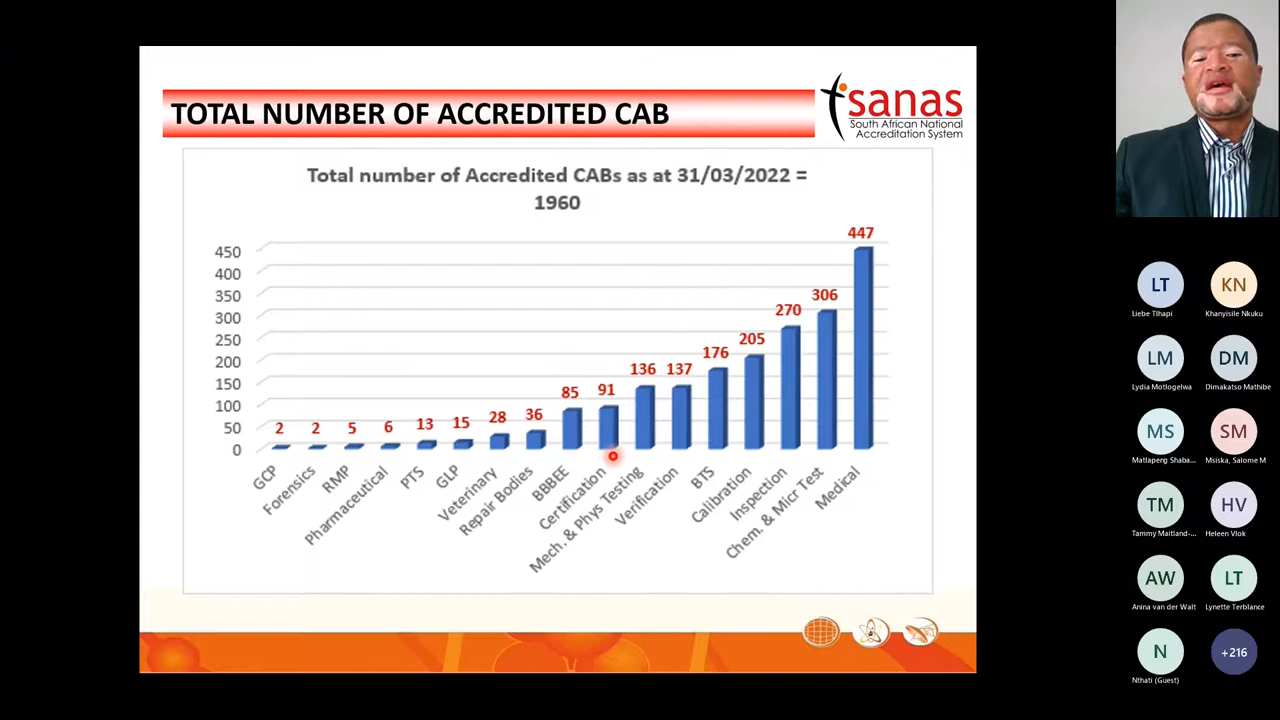 TOTAL NUMBER OF ACCREDITED CAB
sanas
South African National
Accreditation System
Total number of Accredited CABs as at 31/03/2022 =
1960
450
400
350
300
250
200
150
100
50
0
2
2
5
6
13
15
28
36
85
91
136
137
176
205
270
306
447
GCP
Forensics
RMP
Pharmaceutical
PTS
GLP
Veterinary
Repair Bodies
BBBEE
Certification
Mech. & Phys Testing
Verification
BTS
Calibration
Inspection
Chem. & Micr Test
Medical
LT
KN
Liebe Tlhapi
Khanyisile Nkuku
LM
DM
Lydia Motlogelwa
Dimakatso Mathibe
MS
SM
Matlapeng Shaba...
Msiska, Salome M
TM
HV
Tammy Maitland-...
Heleen Vlok
AW
LT
Anina van der Walt
Lynette Terblance
N
+216
Nthati (Guest)